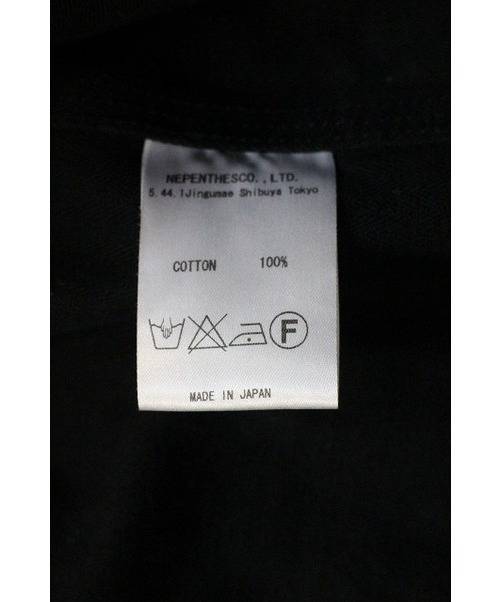 NEPENTHESCO., LTD.
5. 44. 1Jingumae Shibuya Tokyo
COTTON 100%
F
MADE IN JAPAN